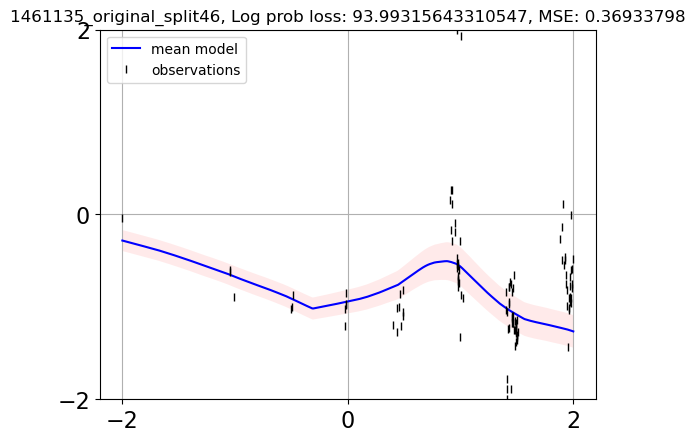 1461135_original_split46, Log prob loss: 93.99315643310547, MSE: 0.36933798
2
0
−2
−2
0
2
mean model
observations